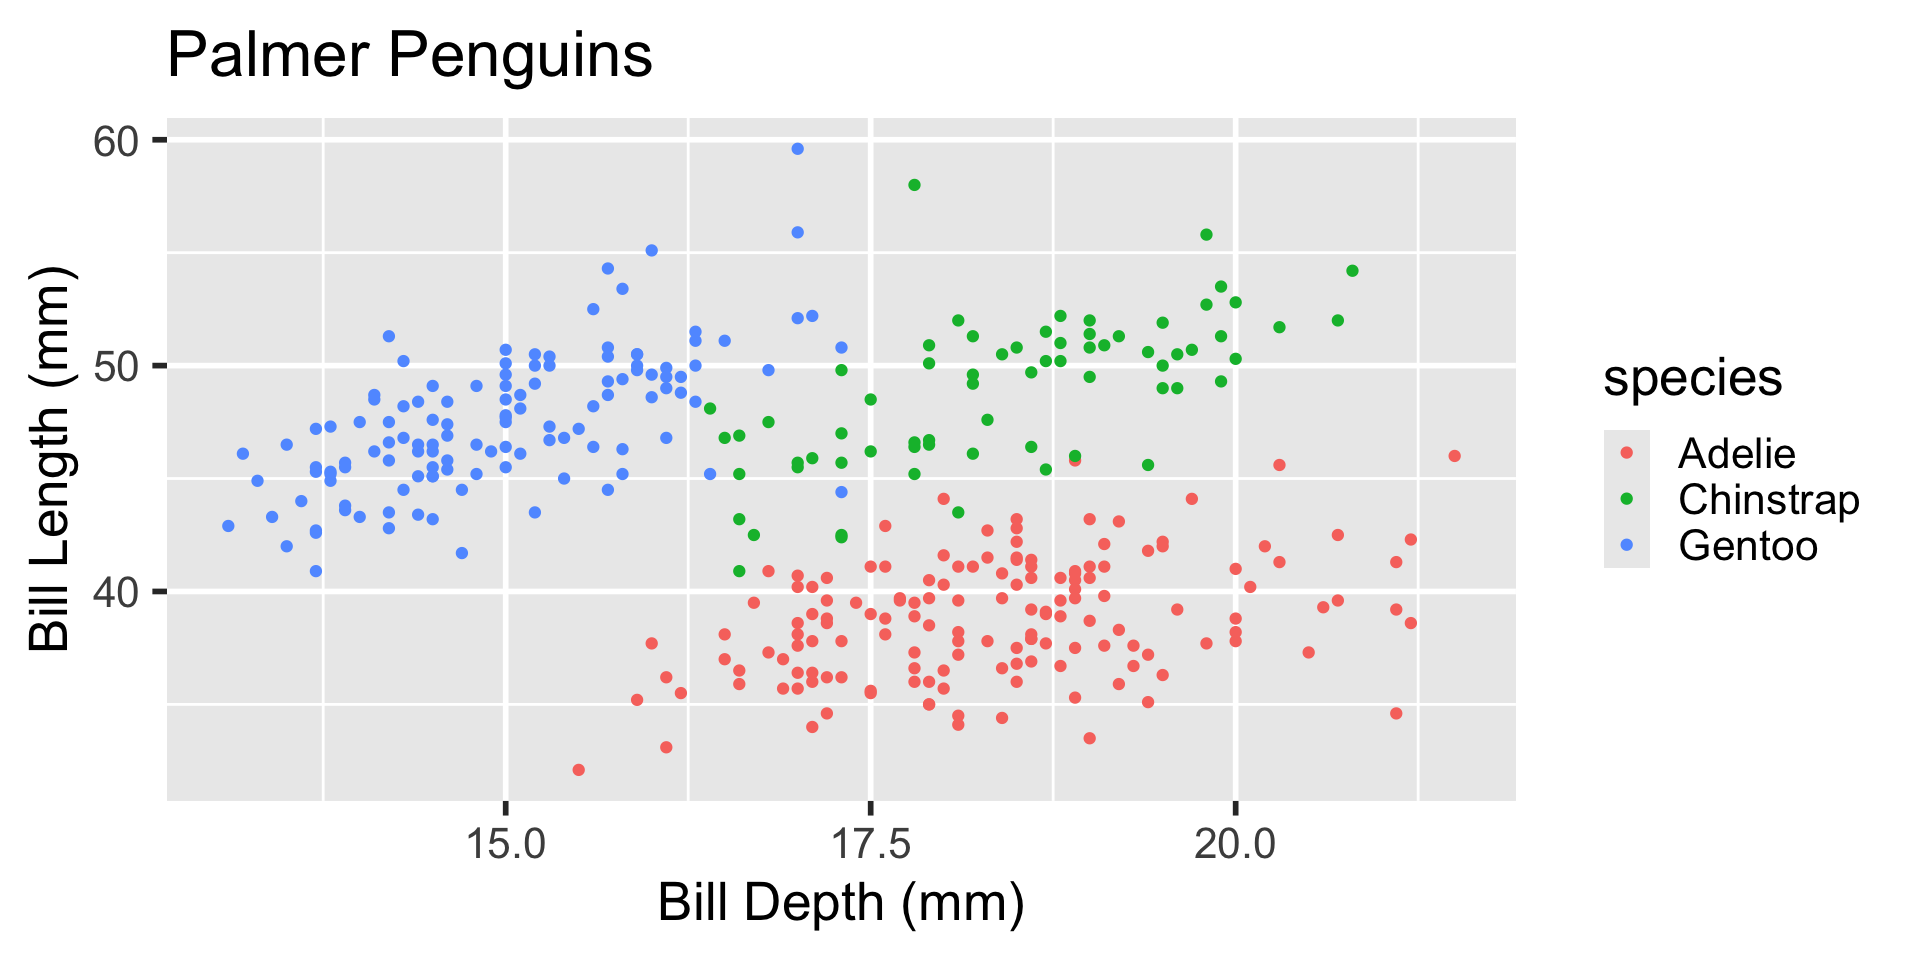 Palmer Penguins
60
50
40
Bill Length (mm)
15.0
17.5
20.0
Bill Depth (mm)
species
Adelie
Chinstrap
Gentoo